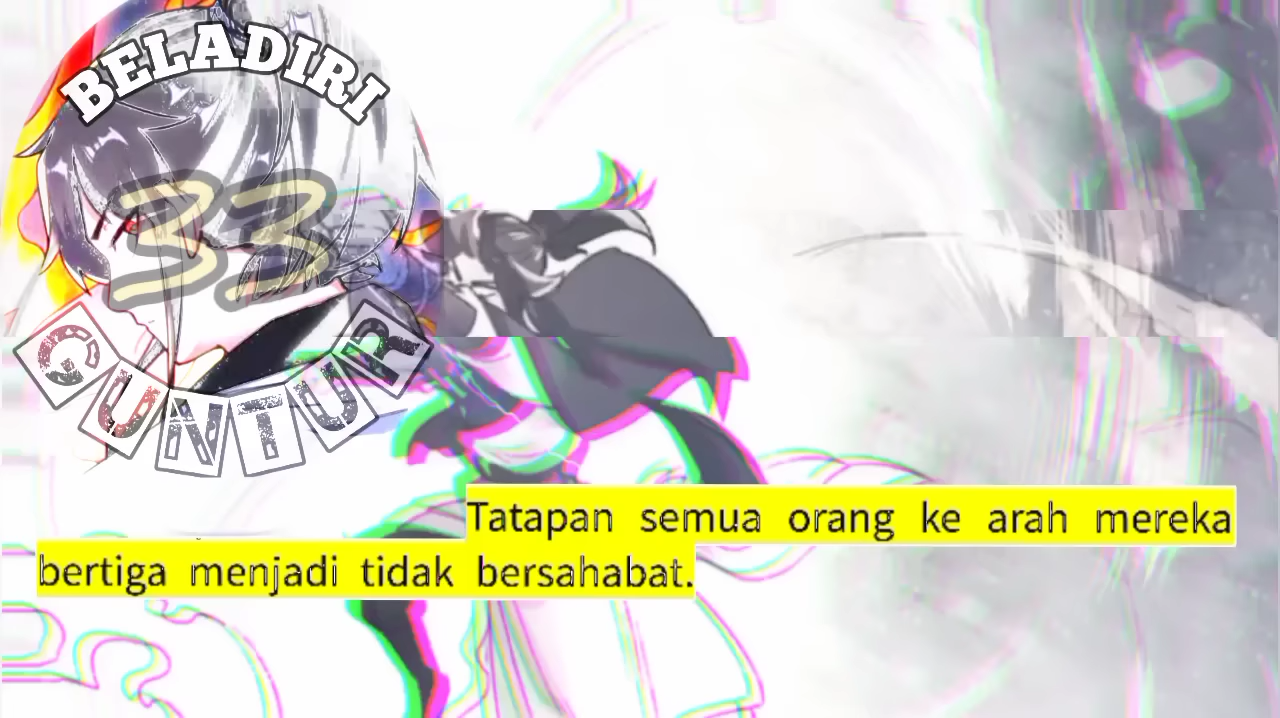 BELADIRI
33
GUNTUR
Tatapan semua orang ke arah mereka
bertiga menjadi tidak bersahabat.